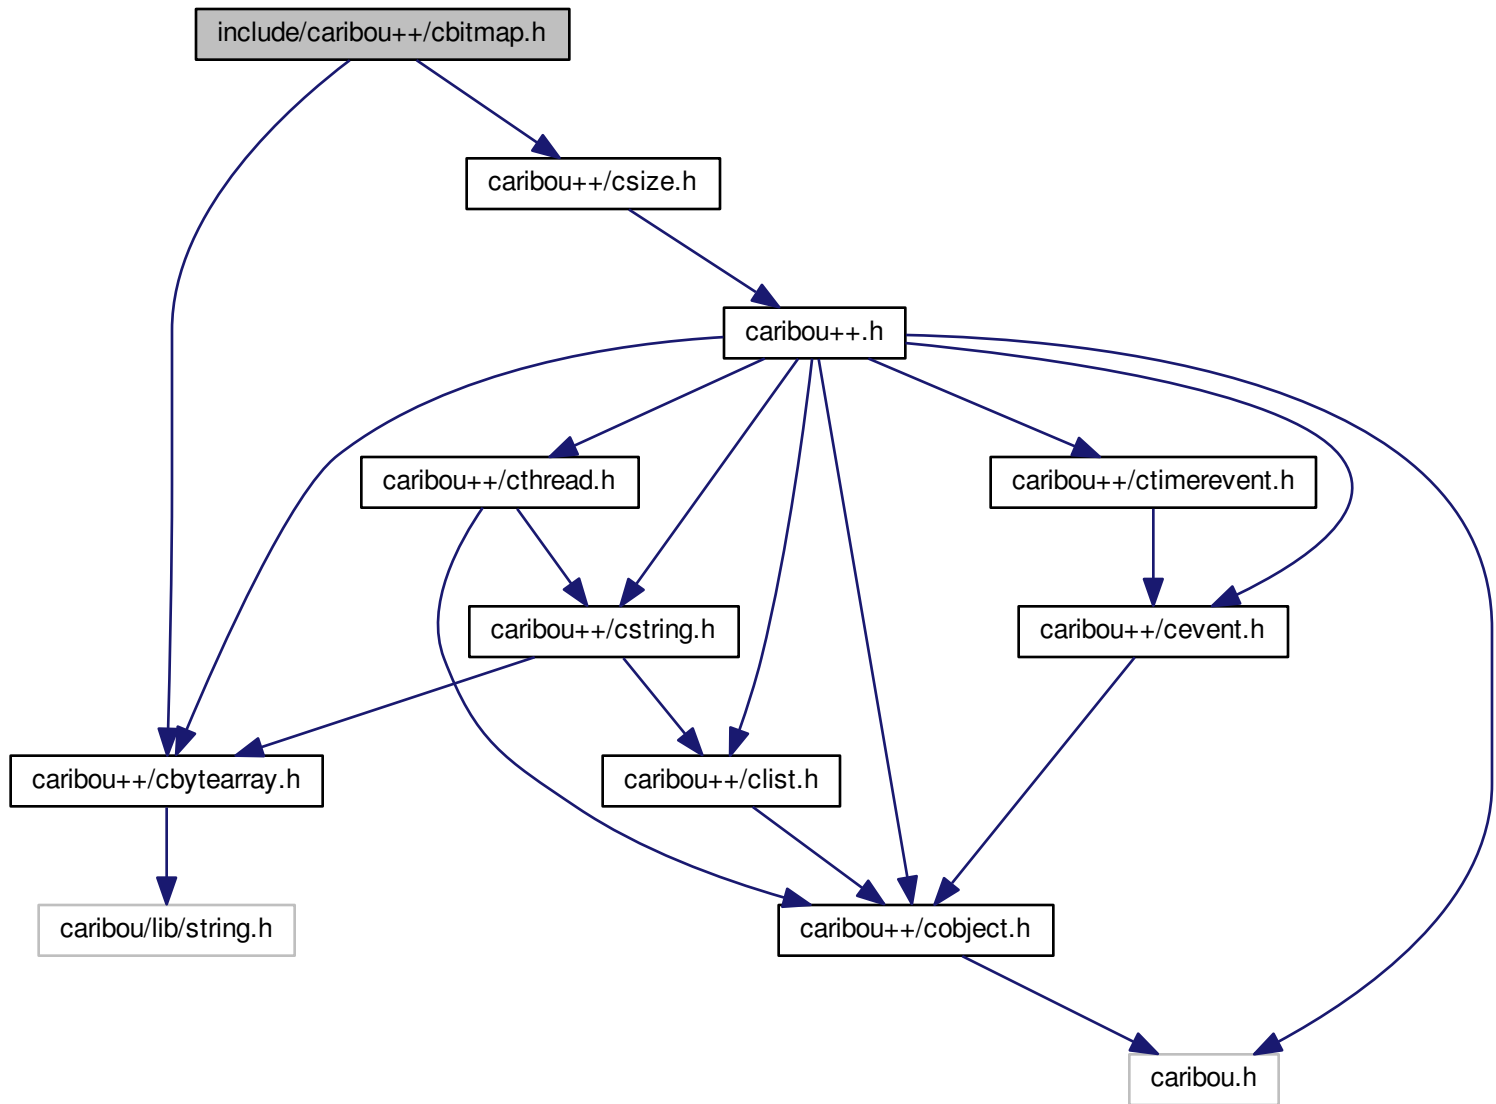 include/caribou++/cbitmap.h
caribou++/csize.h
caribou++.h
caribou++/cthread.h
caribou++/ctimerevent.h
caribou++/cstring.h
caribou++/cevent.h
caribou++/cbytearray.h
caribou++/clist.h
caribou/lib/string.h
caribou++/cobject.h
caribou.h